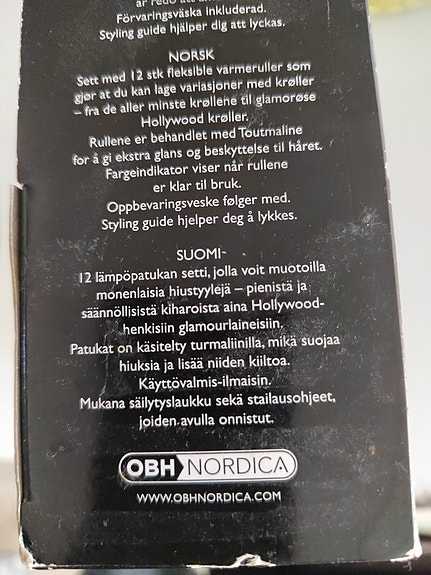 är redo att
Förvaringsväska inkluderad.
Styling guide hjälper dig att lyckas.
NORSK
Sett med 12 stk fleksible varmeruller som
gjør at du kan lage variasjoner med krøller
– fra de aller minste krøllene til glamorøse
Hollywood krøller.
Rullene er behandlet med Toutmaline
for å gi ekstra glans og beskyttelse til håret.
Fargeindikator viser når rullene
er klar til bruk.
Oppbevaringsveske følger med.
Styling guide hjelper deg å lykkes.
SUOMI
12 lämpöpatukan setti, jolla voit muotoilla
monenlaisia hiustyylejä – pienistä ja
säännöllisistä kiharoista aina Hollywood-
henkisiin glamourlaineisiin.
Patukat on käsitelty turmaliinilla, mikä suojaa
hiuksia ja lisää niiden kiiltoa.
Käyttövalmis-ilmaisin.
Mukana säilytyslaukku sekä stailausohjeet,
joiden avulla onnistut.
OBH NORDICA
WWW.OBHNORDICA.COM